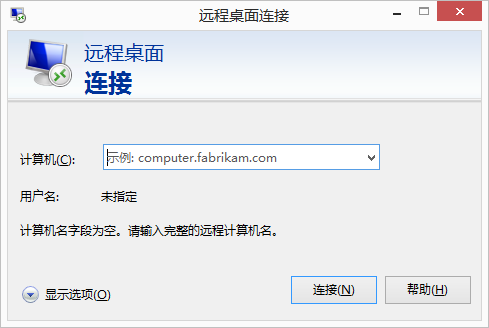 远程桌面连接
远程桌面
连接
计算机(C): 示例: computer.fabrikam.com
用户名: 未指定
计算机名字段为空。请输入完整的远程计算机名。
显示选项(O) 连接(N) 帮助(H)